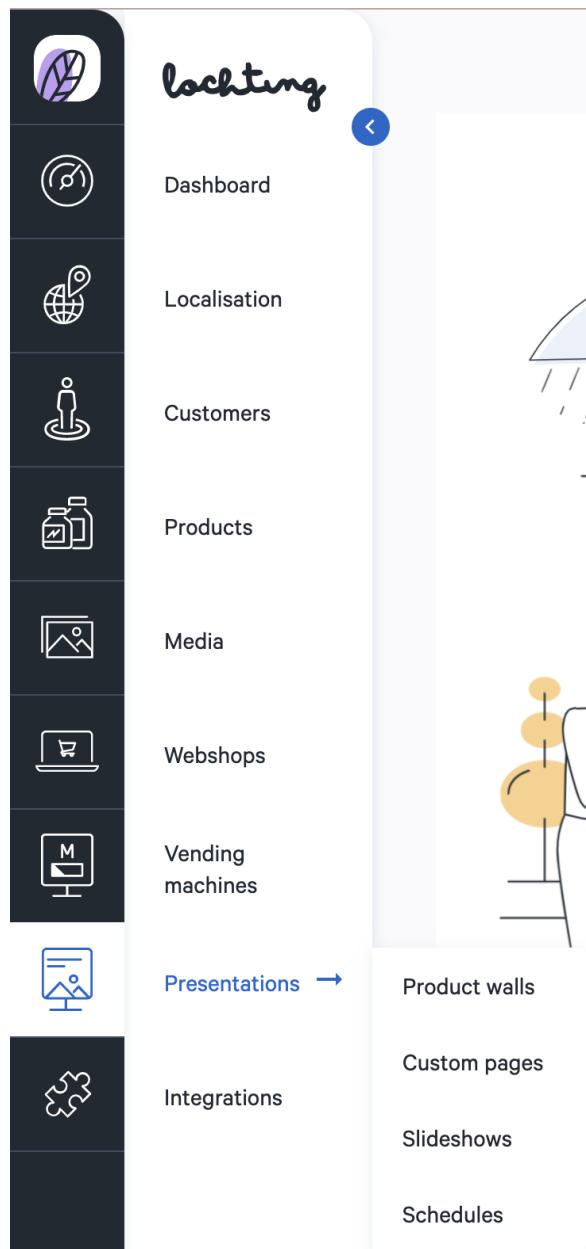 lochting
Dashboard
Localisation
Customers
Products
Media
Webshops
M
Vending
machines
Presentations →
Product walls
Custom pages
Slideshows
Schedules
Integrations